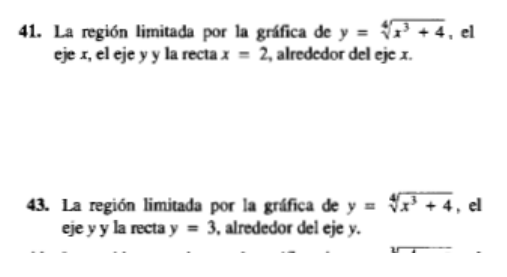 41. La región limitada por la gráfica de y = ∜(x³ + 4), el
eje x, el eje y y la recta x = 2, alrededor del eje x.
43. La región limitada por la gráfica de y = ∜(x³ + 4), el
eje y y la recta y = 3, alrededor del eje y.